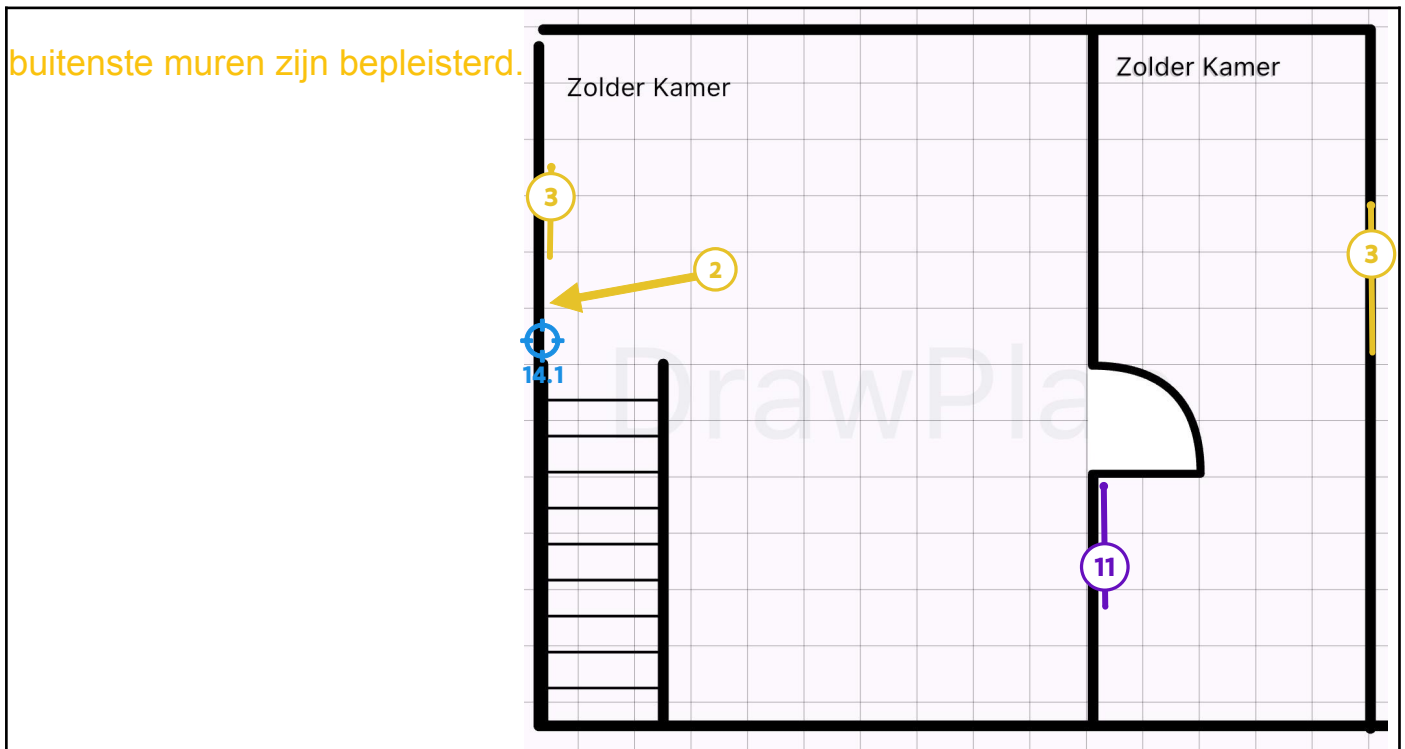 buitenste muren zijn bepleisterd.
Zolder Kamer
Zolder Kamer
3
3
2
14.1
DrawPla
11